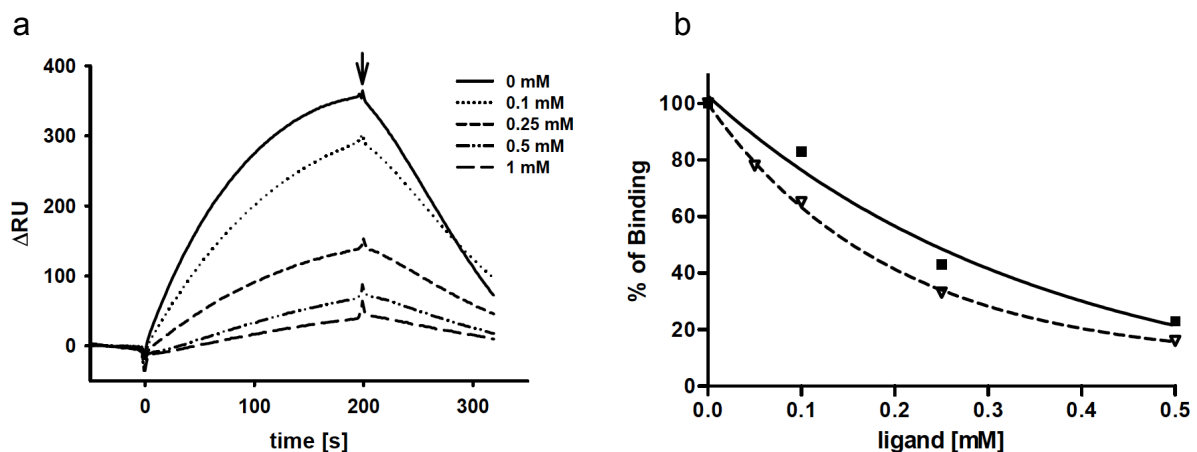 a
400
300
200
100
0
ΔRU
0
100
200
300
time [s]
0 mM
0.1 mM
0.25 mM
0.5 mM
1 mM
b
100
80
60
40
20
0
% of Binding
0.0
0.1
0.2
0.3
0.4
0.5
ligand [mM]